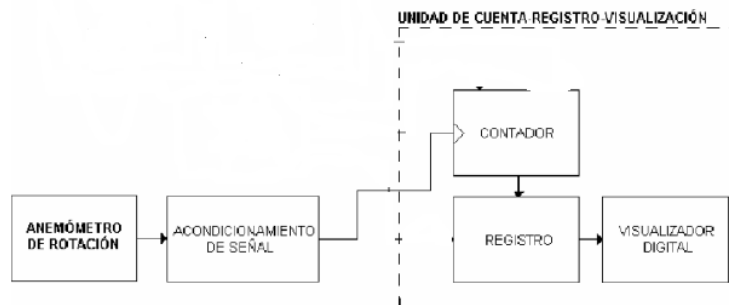 UNIDAD DE CUENTA-REGISTRO-VISUALIZACIÓN
CONTADOR
ANEMÓMETRO
DE ROTACIÓN
ACONDICIONAMIENTO
DE SEÑAL
REGISTRO
VISUALIZADOR
DIGITAL